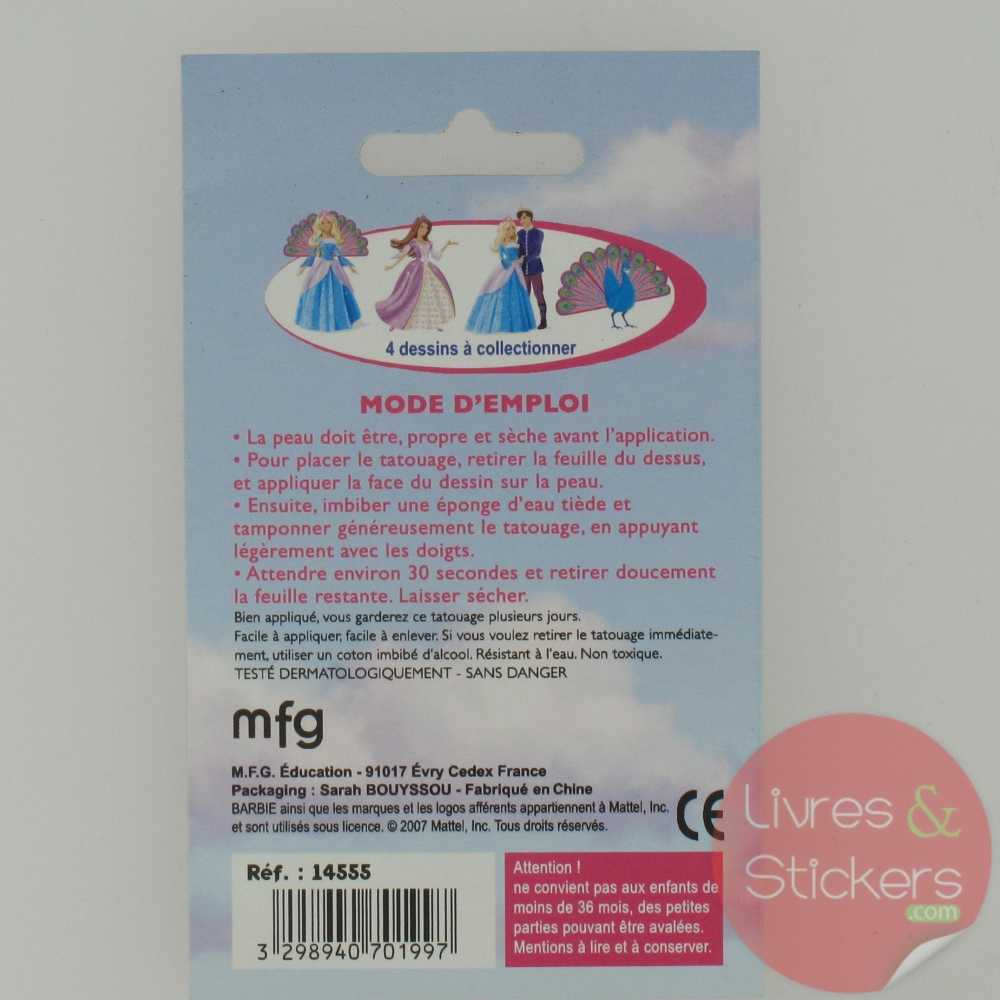 4 dessins à collectionner
MODE D'EMPLOI
• La peau doit être, propre et sèche avant l'application.
• Pour placer le tatouage, retirer la feuille du dessus,
et appliquer la face du dessin sur la peau.
• Ensuite, imbiber une éponge d'eau tiède et
tamponner généreusement le tatouage, en appuyant
légèrement avec les doigts.
• Attendre environ 30 secondes et retirer doucement
la feuille restante. Laisser sécher.
Bien appliqué, vous garderez ce tatouage plusieurs jours.
Facile à appliquer, facile à enlever. Si vous voulez retirer le tatouage immédiate-
ment, utiliser un coton imbibé d'alcool. Résistant à l'eau. Non toxique.
TESTÉ DERMATOLOGIQUEMENT - SANS DANGER
mfg
M.F.G. Éducation - 91017 Évry Cedex France
Packaging : Sarah BOUYSSOU - Fabriqué en Chine
BARBIE ainsi que les marques et les logos afférents appartiennent à Mattel, Inc.
et sont utilisés sous licence. © 2007 Mattel, Inc. Tous droits réservés.
CE
Réf. : 14555
3 298940 701997
Attention !
ne convient pas aux enfants de
moins de 36 mois, des petites
parties pouvant être avalées.
Mentions à lire et à conserver.
Livres &
Stickers
.com